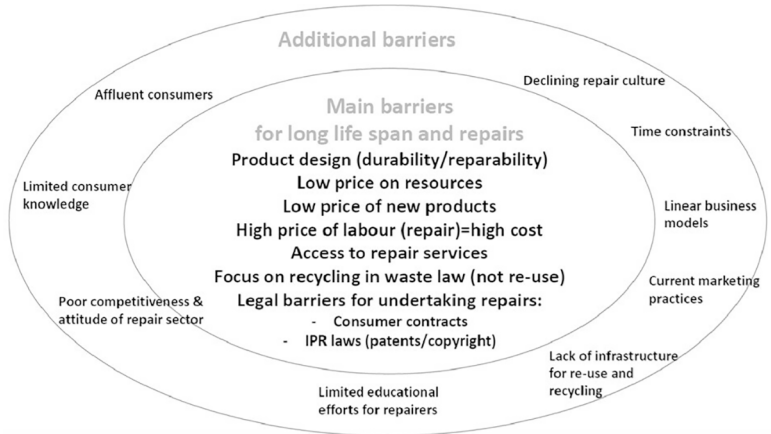 Additional barriers
Affluent consumers
Declining repair culture
Main barriers
for long life span and repairs
Time constraints
Product design (durability/reparability)
Low price on resources
Limited consumer
knowledge
Low price of new products
Linear business
models
High price of labour (repair)=high cost
Access to repair services
Focus on recycling in waste law (not re-use)
Current marketing
practices
Poor competitiveness &
attitude of repair sector
Legal barriers for undertaking repairs:
- Consumer contracts
- IPR laws (patents/copyright)
Lack of infrastructure
for re-use and
recycling
Limited educational
efforts for repairers